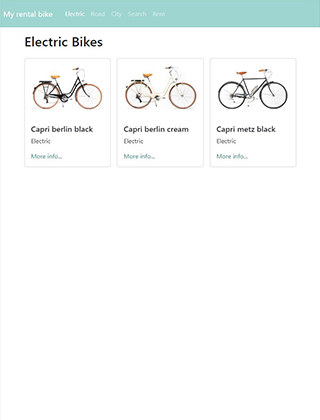 My rental bike Electric Road City Search Rent
Electric Bikes
Capri berlin black
Electric
More info...
Capri berlin cream
Electric
More info...
Capri metz black
Electric
More info...